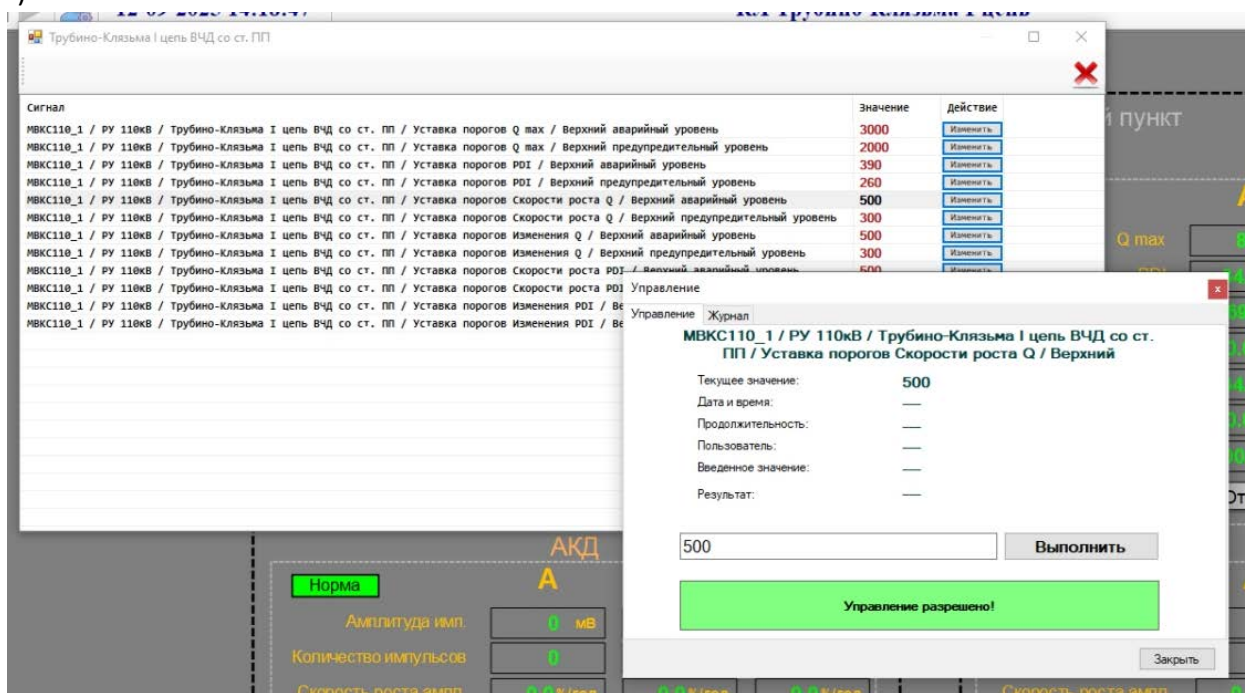 Трубино-Клязьма I цепь ВЧД со ст. ПП
Сигнал Значение Действие
МВКС110_1 / РУ 110кВ / Трубино-Клязьма I цепь ВЧД со ст. ПП / Уставка порогов Q max / Верхний аварийный уровень 3000 Изменить
МВКС110_1 / РУ 110кВ / Трубино-Клязьма I цепь ВЧД со ст. ПП / Уставка порогов Q max / Верхний предупредительный уровень 2000 Изменить
МВКС110_1 / РУ 110кВ / Трубино-Клязьма I цепь ВЧД со ст. ПП / Уставка порогов PDI / Верхний аварийный уровень 390 Изменить
МВКС110_1 / РУ 110кВ / Трубино-Клязьма I цепь ВЧД со ст. ПП / Уставка порогов PDI / Верхний предупредительный уровень 260 Изменить
МВКС110_1 / РУ 110кВ / Трубино-Клязьма I цепь ВЧД со ст. ПП / Уставка порогов Скорости роста Q / Верхний аварийный уровень 500 Изменить
МВКС110_1 / РУ 110кВ / Трубино-Клязьма I цепь ВЧД со ст. ПП / Уставка порогов Скорости роста Q / Верхний предупредительный уровень 300 Изменить
МВКС110_1 / РУ 110кВ / Трубино-Клязьма I цепь ВЧД со ст. ПП / Уставка порогов Изменения Q / Верхний аварийный уровень 500 Изменить
МВКС110_1 / РУ 110кВ / Трубино-Клязьма I цепь ВЧД со ст. ПП / Уставка порогов Изменения Q / Верхний предупредительный уровень 300 Изменить
МВКС110_1 / РУ 110кВ / Трубино-Клязьма I цепь ВЧД со ст. ПП / Уставка порогов Скорости роста PDI / Верхний аварийный уровень 500 Изменить
МВКС110_1 / РУ 110кВ / Трубино-Клязьма I цепь ВЧД со ст. ПП / Уставка порогов Скорости роста PDI
МВКС110_1 / РУ 110кВ / Трубино-Клязьма I цепь ВЧД со ст. ПП / Уставка порогов Изменения PDI / Ве
МВКС110_1 / РУ 110кВ / Трубино-Клязьма I цепь ВЧД со ст. ПП / Уставка порогов Изменения PDI / Ве
й пункт
Q max
Управление
Управление Журнал
МВКС110_1 / РУ 110кВ / Трубино-Клязьма I цепь ВЧД со ст.
ПП / Уставка порогов Скорости роста Q / Верхний
Текущее значение: 500
Дата и время: —
Продолжительность: —
Пользователь: —
Введенное значение: —
Результат: —
500 Выполнить
Управление разрешено!
Закрыть
АКД
Норма А
Амплитуда имп. 0 мВ
Количество импульсов 0
Скорость роста ампл.